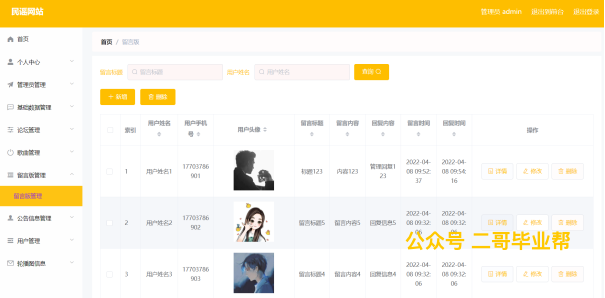 民谣网站
管理员 admin 退出到前台 退出登录
首页
个人中心
管理员管理
基础数据管理
论坛管理
歌曲管理
留言版管理
留言版管理
公告信息管理
用户管理
轮播图信息
首页 / 留言版
留言标题 留言标题 用户姓名 用户姓名 查询
+ 新增 删除
索引 用户姓名 用户手机号 用户头像 留言标题 留言内容 回复内容 留言时间 回复时间 操作
1 用户姓名1 17703786901 标题123 内容123 管理回复123 2022-04-08 09:52:37 2022-04-08 09:54:16 详情 修改 删除
2 用户姓名2 17703786902 留言标题5 留言内容5 回复信息5 2022-04-08 09:32:06 2022-04-08 09:32:06 详情 修改 删除
公众号 二哥毕业帮
3 用户姓名3 17703786903 留言标题4 留言内容4 回复信息4 2022-04-08 09:32:06 2022-04-08 09:32:06 详情 修改 删除